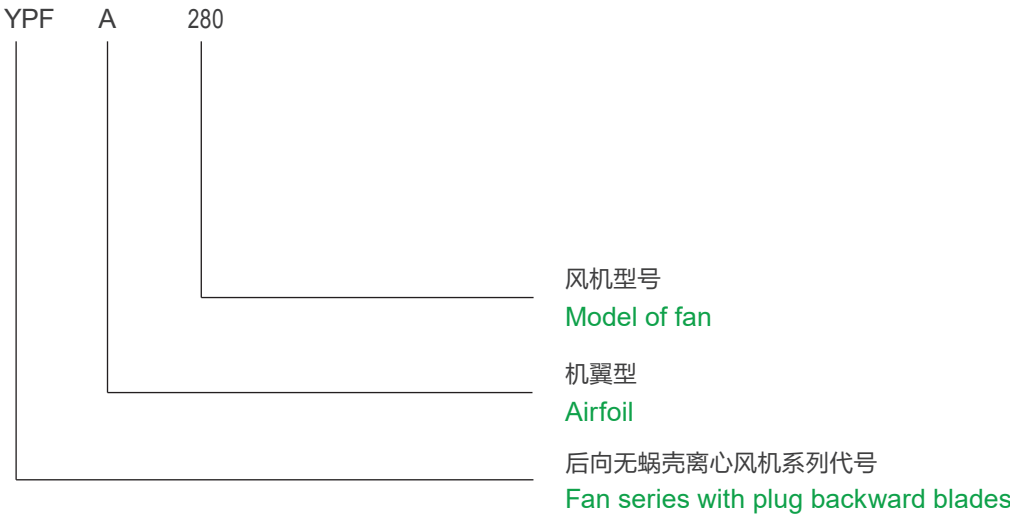 YPF A 280
风机型号
Model of fan
机翼型
Airfoil
后向无蜗壳离心风机系列代号
Fan series with plug backward blades